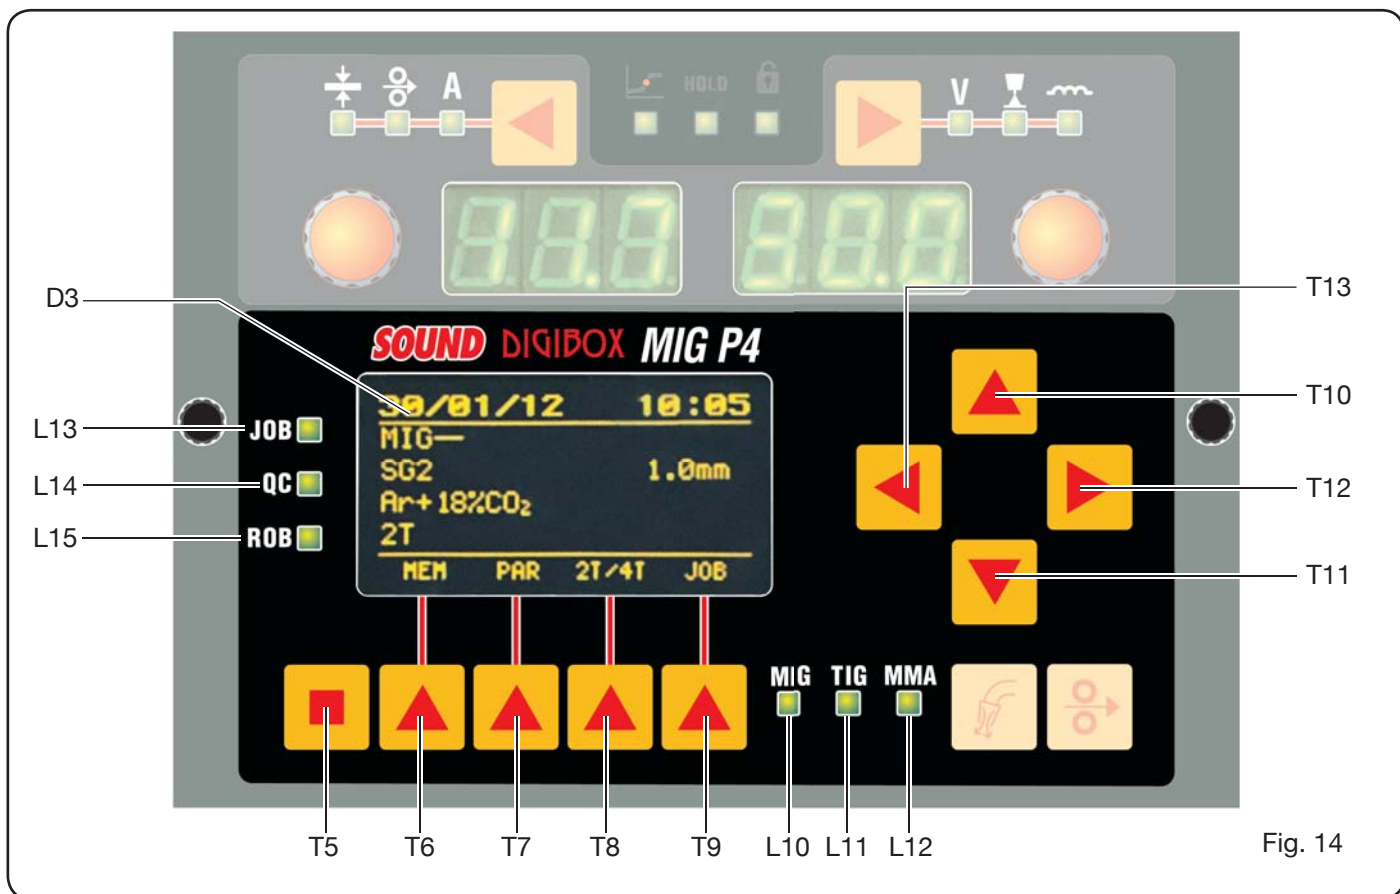 A
HOLD
V
SOUND DIGIBOX MIG P4
D3
30/01/12 10:05
MIG
SG2 1.0mm
Ar+18%CO₂
2T
MEM PAR 2T/4T JOB
L13
JOB
L14
QC
L15
ROB
T13
T10
T12
T11
MIG TIG MMA
T5 T6 T7 T8 T9 L10 L11 L12
Fig. 14